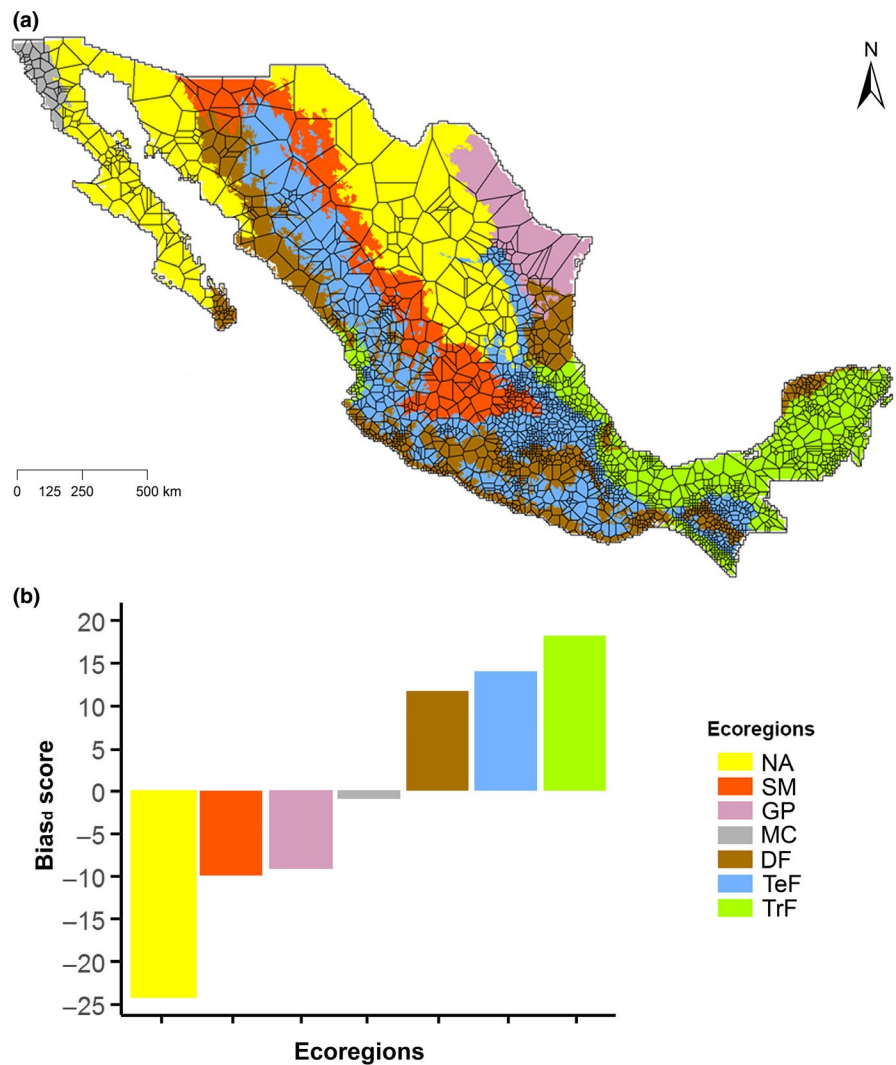 (a)
N
0 125 250 500 km
(b)
20
15
10
5
0
–5
–10
–15
–20
–25
Biasd score
Ecoregions
Ecoregions
NA
SM
GP
MC
DF
TeF
TrF